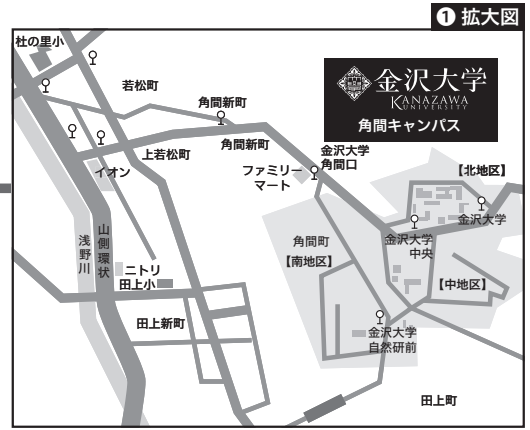 ❶ 拡大図
杜の里小
若松町
角間新町
角間新町
上若松町
イオン
金沢大学
KANAZAWA
UNIVERSITY
角間キャンパス
金沢大学
角間口
ファミリー
マート
【北地区】
金沢大学
金沢大学
中央
角間町
【南地区】
【中地区】
浅野川
山側環状
ニトリ
田上小
田上新町
金沢大学
自然研前
田上町